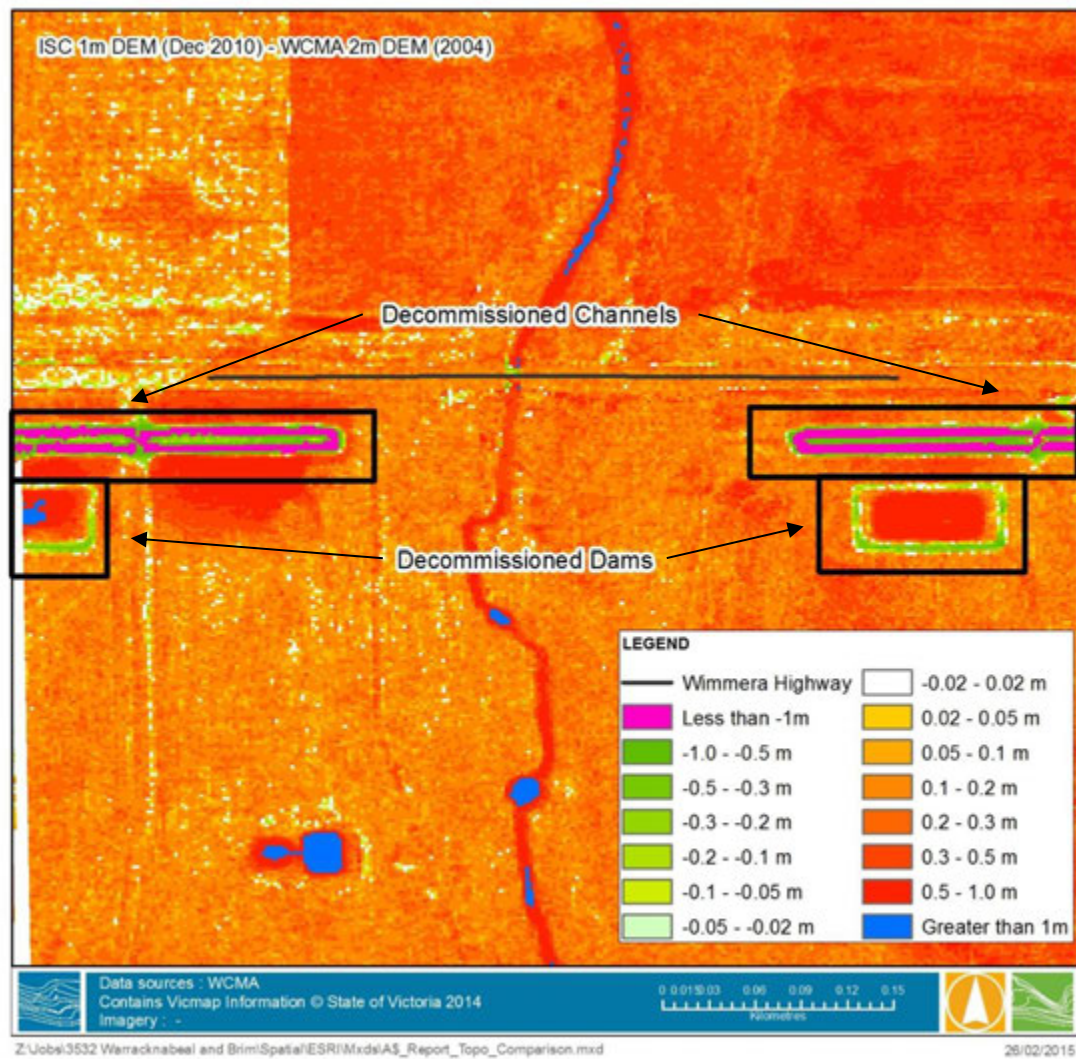 ISC 1m DEM (Dec 2010) - WCMA 2m DEM (2004)
Decommissioned Channels
Decommissioned Dams
LEGEND
Wimmera Highway
Less than -1m
-1.0 - -0.5 m
-0.5 - -0.3 m
-0.3 - -0.2 m
-0.2 - -0.1 m
-0.1 - -0.05 m
-0.05 - -0.02 m
-0.02 - 0.02 m
0.02 - 0.05 m
0.05 - 0.1 m
0.1 - 0.2 m
0.2 - 0.3 m
0.3 - 0.5 m
0.5 - 1.0 m
Greater than 1m
Data sources : WCMA
Contains Vicmap Information © State of Victoria 2014
Imagery : -
0 0.015 0.03 0.06 0.09 0.12 0.15
Kilometres
Z:\Jobs\3532 Warracknabeal and Brim\Spatial\ESRI\Mxds\A$_Report_Topo_Comparison.mxd
26/02/2015